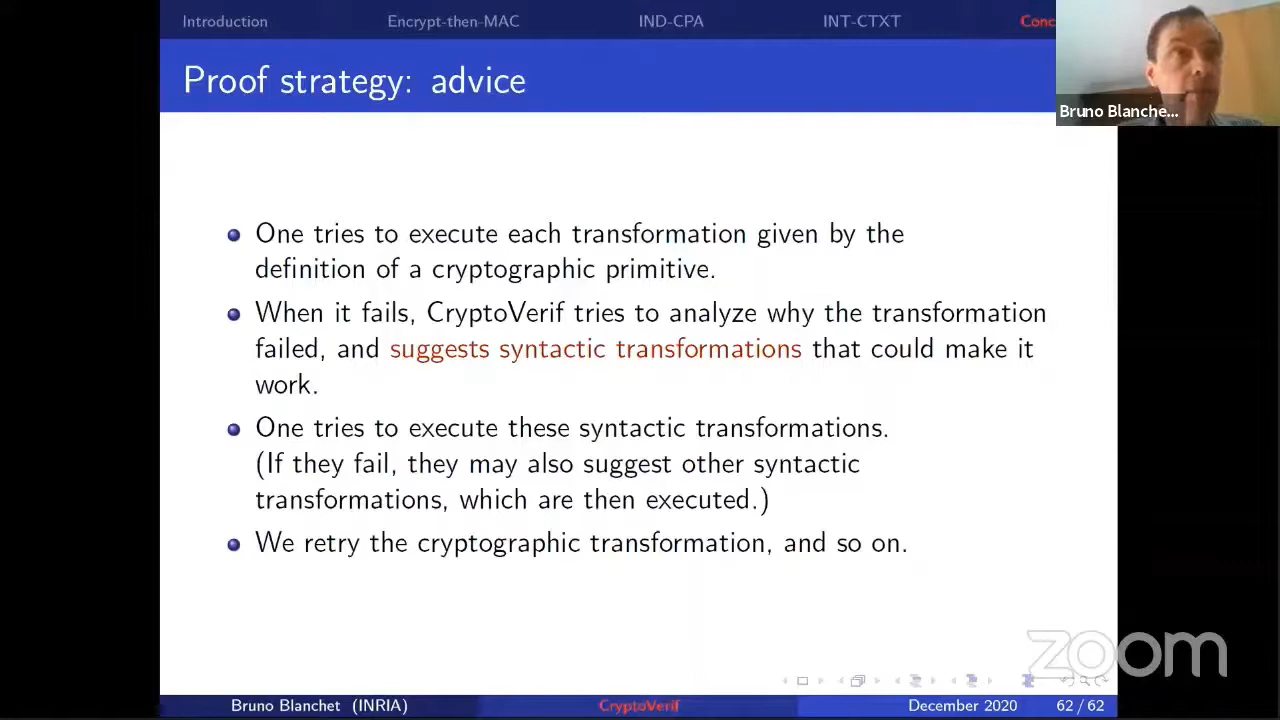 Introduction Encrypt-then-MAC IND-CPA INT-CTXT Conc
Proof strategy: advice
Bruno Blanche...
One tries to execute each transformation given by the
definition of a cryptographic primitive.
When it fails, CryptoVerif tries to analyze why the transformation
failed, and suggests syntactic transformations that could make it
work.
One tries to execute these syntactic transformations.
(If they fail, they may also suggest other syntactic
transformations, which are then executed.)
We retry the cryptographic transformation, and so on.
zoom
Bruno Blanchet (INRIA) CryptoVerif December 2020 62 / 62